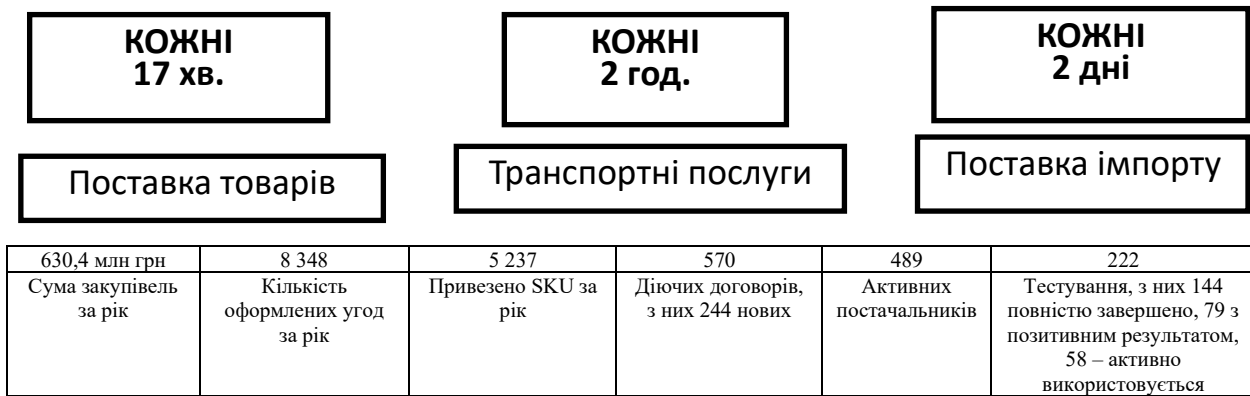 КОЖНІ
17 хв.
КОЖНІ
2 год.
КОЖНІ
2 дні
Поставка товарів
Транспортні послуги
Поставка імпорту
630,4 млн грн
8 348
5 237
570
489
222
Сума закупівель
за рік
Кількість
оформлених угод
за рік
Привезено SKU за
рік
Діючих договорів,
з них 244 нових
Активних
постачальників
Тестування, з них 144
повністю завершено, 79 з
позитивним результатом,
58 – активно
використовується